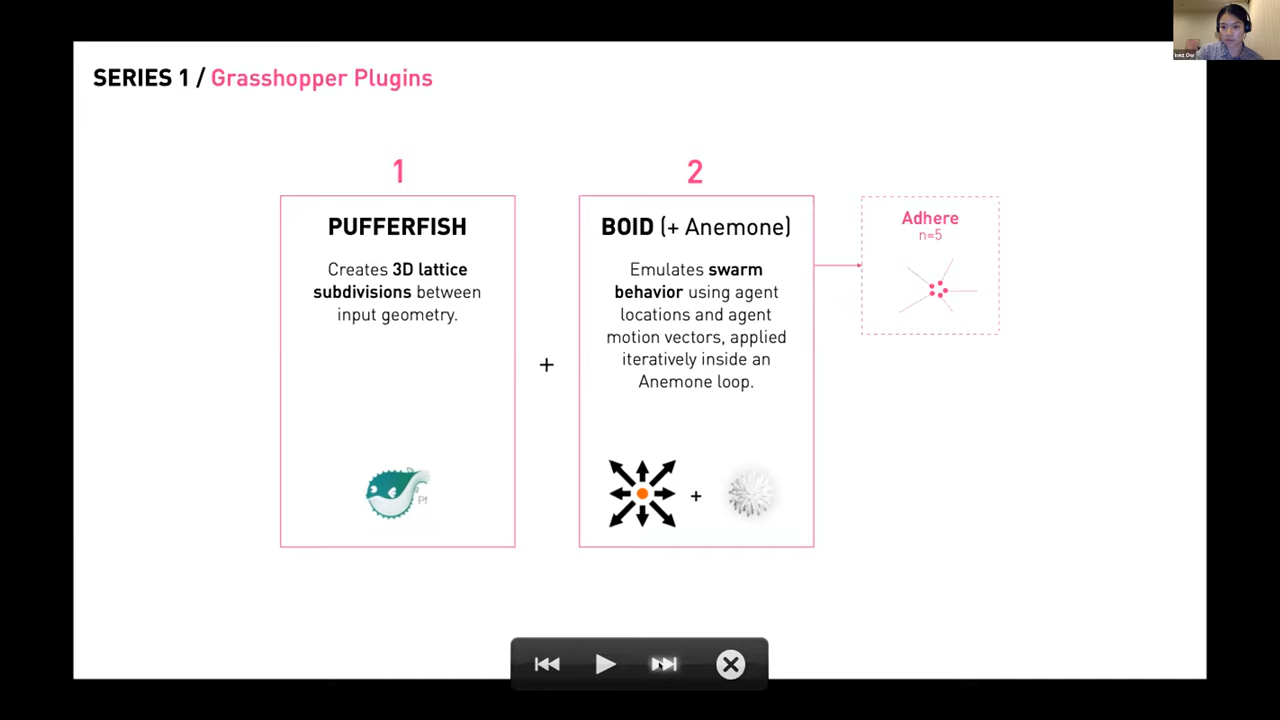 SERIES 1 / Grasshopper Plugins
1
PUFFERFISH
Creates 3D lattice
subdivisions between
input geometry.
Pf
+
2
BOID (+ Anemone)
Emulates swarm
behavior using agent
locations and agent
motion vectors, applied
iteratively inside an
Anemone loop.
+
Adhere
n=5